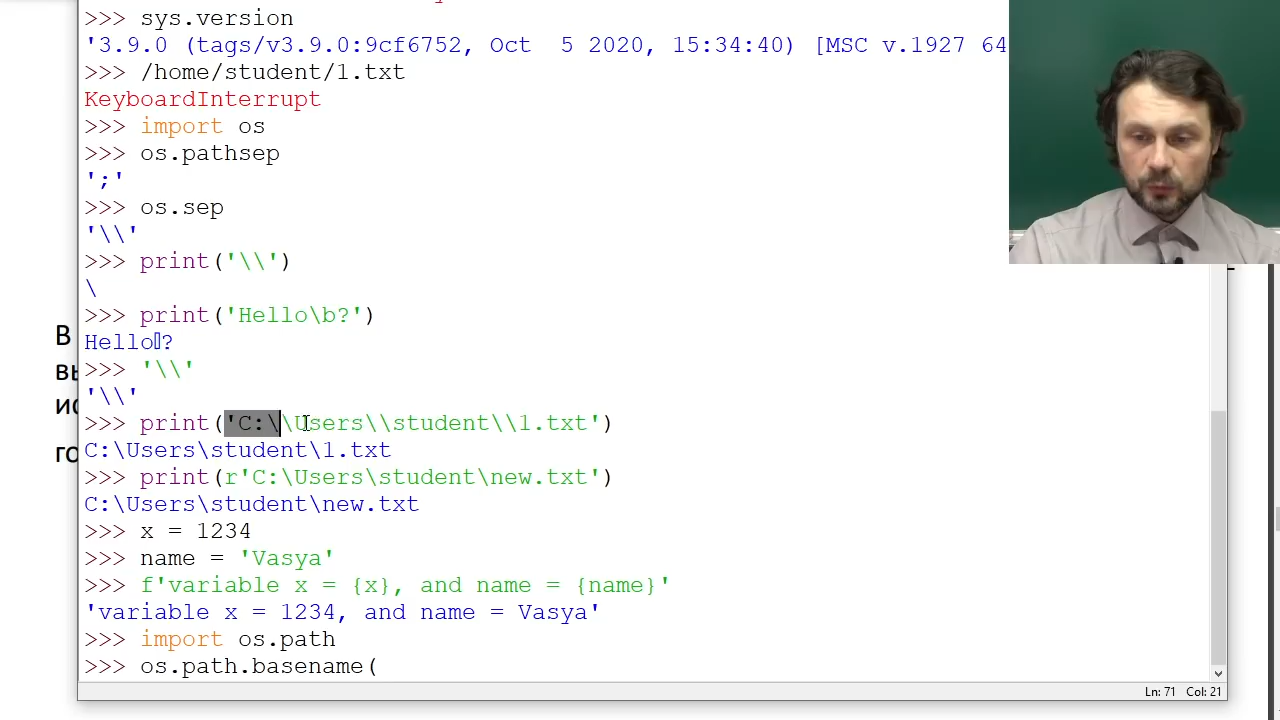 >>> sys.version
'3.9.0 (tags/v3.9.0:9cf6752, Oct  5 2020, 15:34:40) [MSC v.1927 64
>>> /home/student/1.txt
KeyboardInterrupt
>>> import os
>>> os.pathsep
';'
>>> os.sep
'\\'
>>> print('\\')
\
>>> print('Hello\b?')
Hello▯?
>>> '\\'
'\\'
>>> print('C:\\Users\\student\\1.txt')
C:\Users\student\1.txt
>>> print(r'C:\Users\student\new.txt')
C:\Users\student\new.txt
>>> x = 1234
>>> name = 'Vasya'
>>> f'variable x = {x}, and name = {name}'
'variable x = 1234, and name = Vasya'
>>> import os.path
>>> os.path.basename(
Ln: 71 Col: 21
В